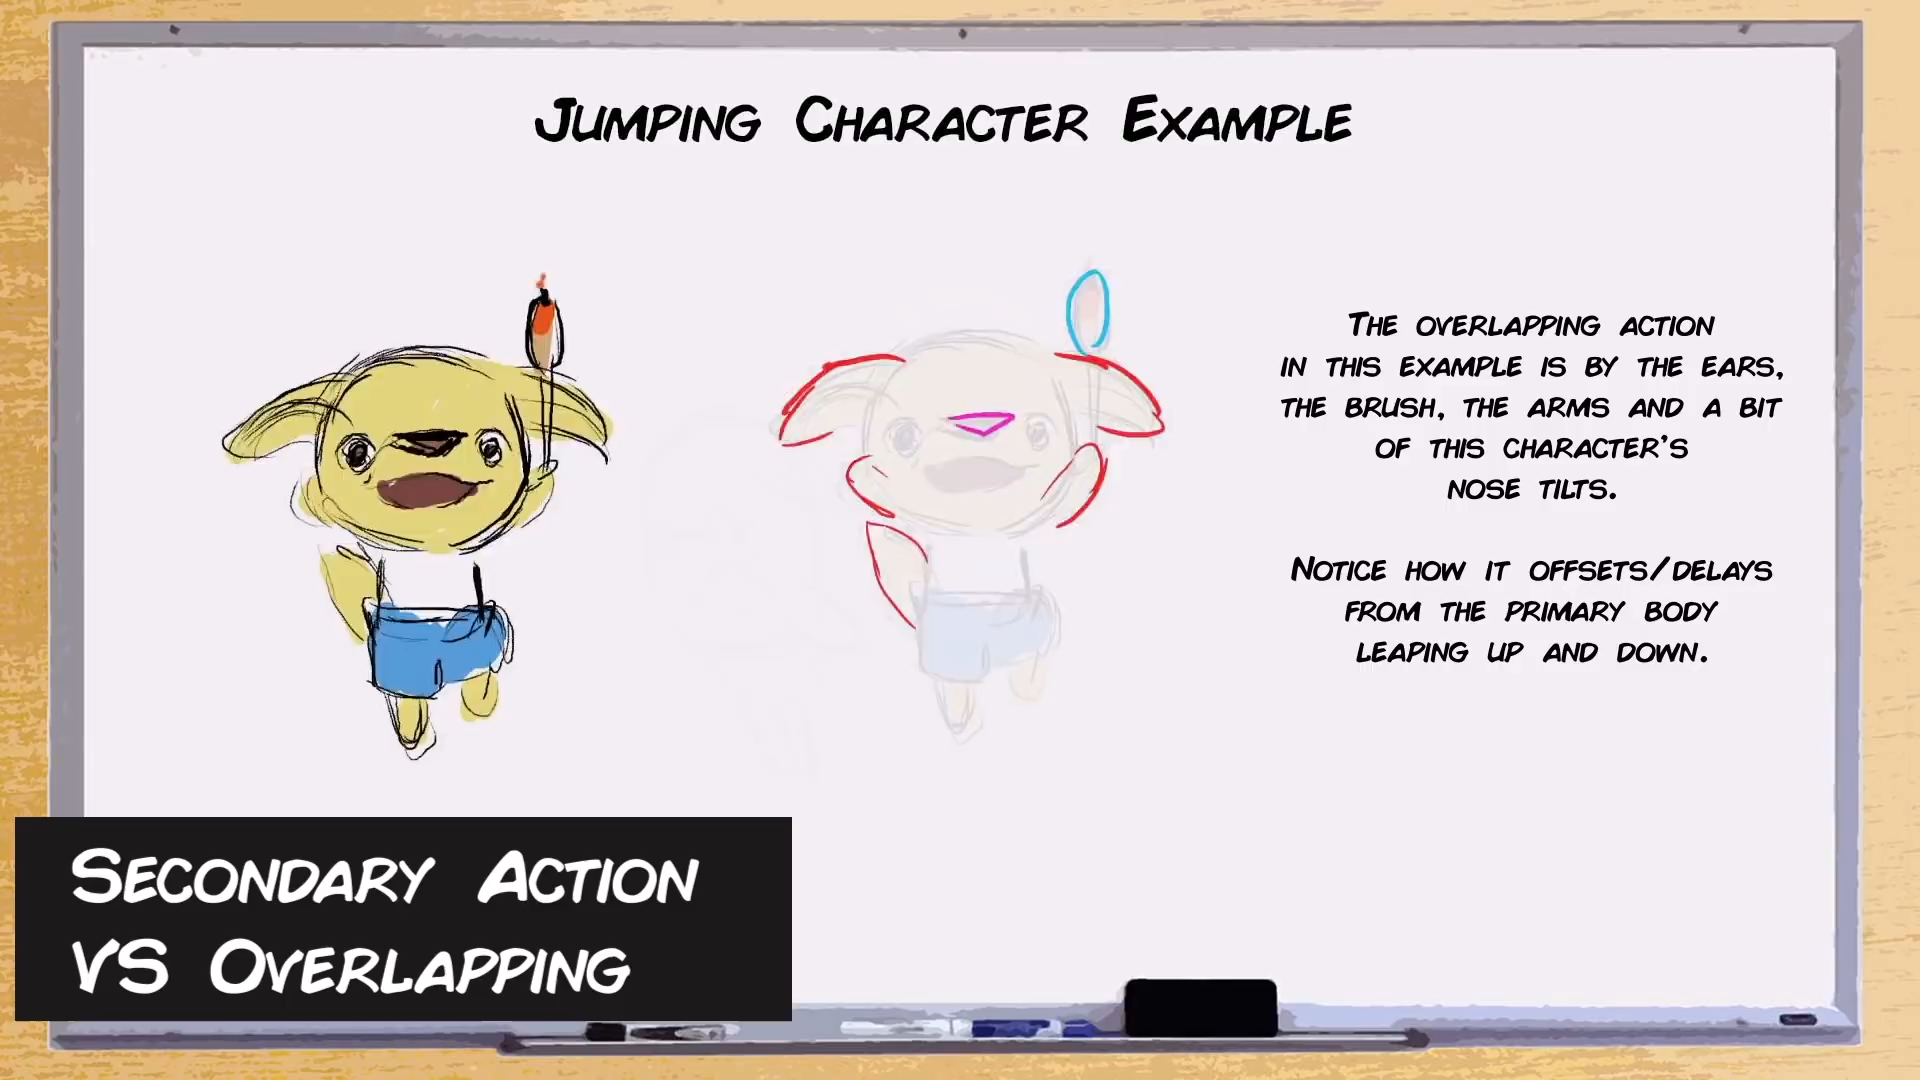 Jumping Character Example
The overlapping action
in this example is by the ears,
the brush, the arms and a bit
of this character's
nose tilts.
Notice how it offsets/delays
from the primary body
leaping up and down.
Secondary Action
VS Overlapping